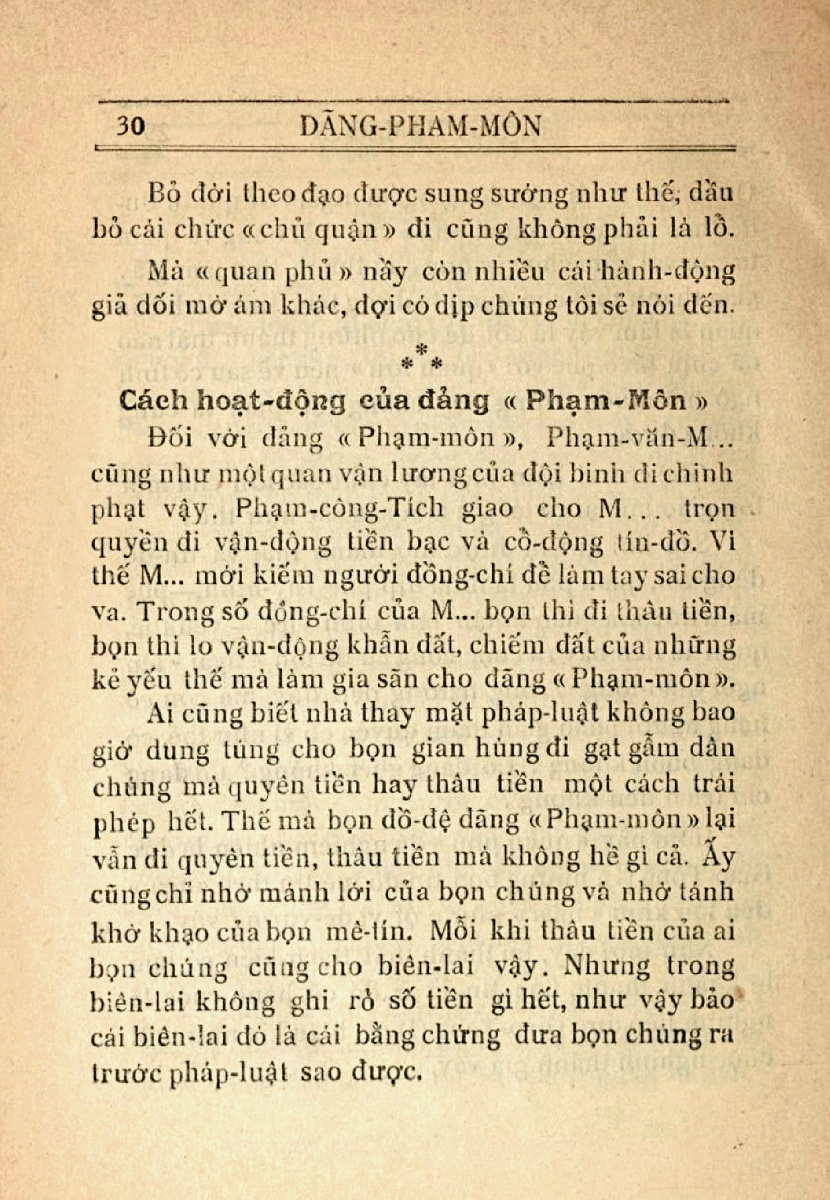 30 DÃNG-PHAM-MÔN
Bỏ đời theo đạo được sung sướng như thế, dầu
bỏ cái chức « chủ quận » đi cũng không phải là lỗ.
Mà « quan phủ » nầy còn nhiều cái hành-động
giả dối mờ ám khác, đợi có dịp chúng tôi sẻ nói đến.
*
* *
Cách hoạt-động của đảng « Phạm-Môn »
Đối với đảng « Phạm-môn », Phạm-văn-M...
cũng như một quan vận lương của đội binh đi chinh
phạt vậy. Phạm-công-Tích giao cho M... trọn
quyền đi vận-động tiền bạc và cổ-động tín-đồ. Vì
thế M... mới kiếm người đồng-chí để làm tay sai cho
va. Trong số đồng-chí của M... bọn thì đi thâu tiền,
bọn thì lo vận-động khẩn đất, chiếm đất của những
kẻ yếu thế mà làm gia sãn cho dãng « Phạm-môn ».
Ai cũng biết nhà thay mặt pháp-luật không bao
giờ dung túng cho bọn gian hùng đi gạt gẫm dân
chúng mà quyên tiền hay thâu tiền một cách trái
phép hết. Thế mà bọn đồ-đệ dãng « Phạm-môn » lại
vẫn đi quyên tiền, thâu tiền mà không hề gì cả. Ấy
cũng chỉ nhờ mánh lới của bọn chúng và nhờ tánh
khờ khạo của bọn mê-tín. Mỗi khi thâu tiền của ai
bọn chúng cũng cho biên-lai vậy. Nhưng trong
biên-lai không ghi rỏ số tiền gì hết, như vậy bảo
cái biên-lai đó là cái bằng chứng đưa bọn chúng ra
trước pháp-luật sao được.